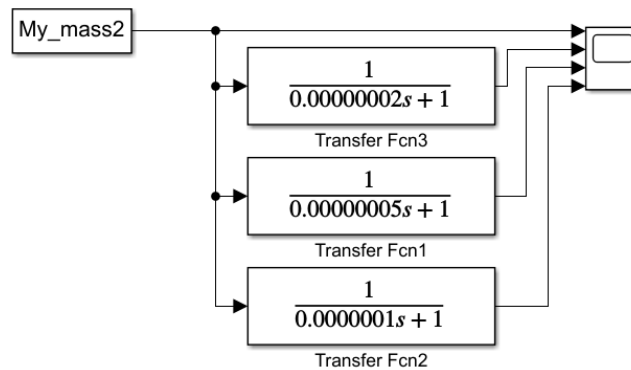 My_mass2
1
0.00000002s + 1
Transfer Fcn3
1
0.00000005s + 1
Transfer Fcn1
1
0.0000001s + 1
Transfer Fcn2